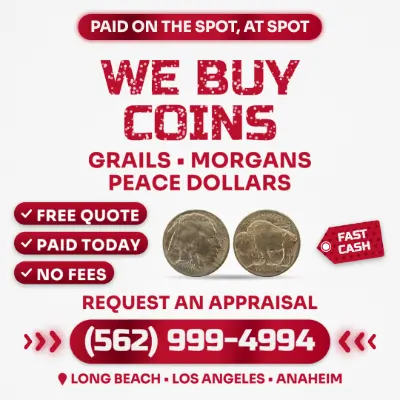 PAID ON THE SPOT, AT SPOT
WE BUY
COINS
GRAILS ▪ MORGANS
PEACE DOLLARS
FREE QUOTE
PAID TODAY
NO FEES
FAST
CASH
REQUEST AN APPRAISAL
(562) 999-4994
LONG BEACH ▪ LOS ANGELES ▪ ANAHEIM